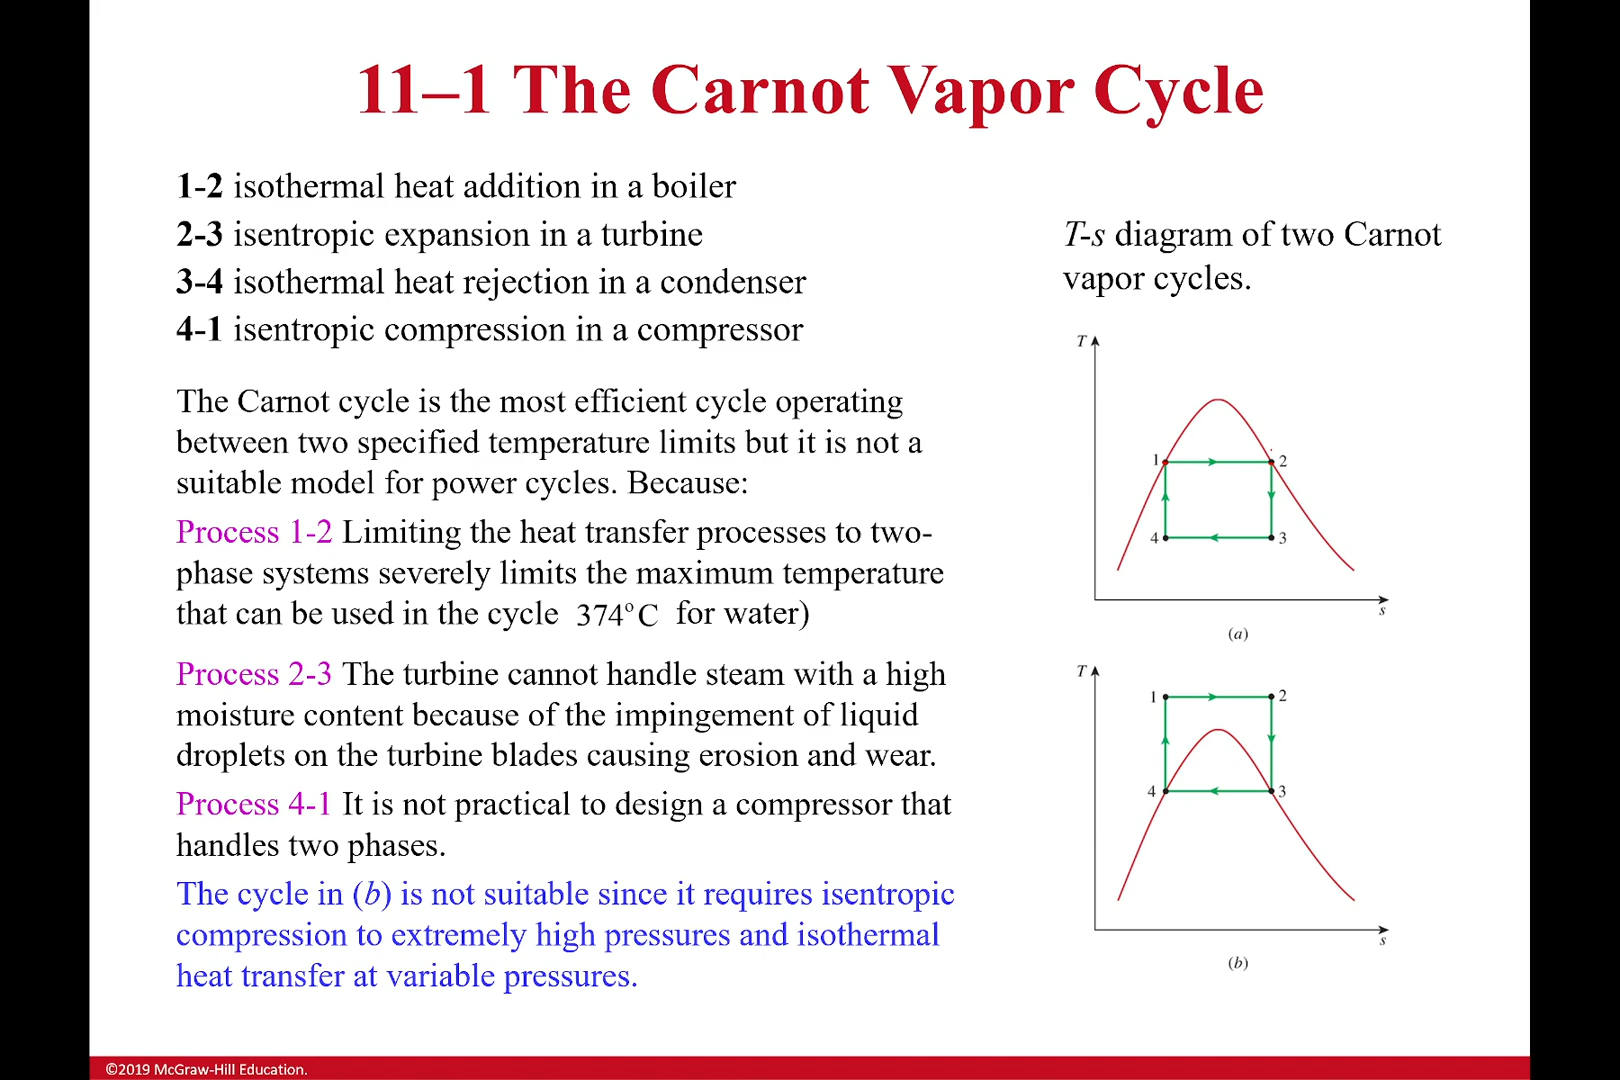 11–1 The Carnot Vapor Cycle
1-2 isothermal heat addition in a boiler
2-3 isentropic expansion in a turbine
3-4 isothermal heat rejection in a condenser
4-1 isentropic compression in a compressor
The Carnot cycle is the most efficient cycle operating
between two specified temperature limits but it is not a
suitable model for power cycles. Because:
Process 1-2 Limiting the heat transfer processes to two-
phase systems severely limits the maximum temperature
that can be used in the cycle 374°C for water)
Process 2-3 The turbine cannot handle steam with a high
moisture content because of the impingement of liquid
droplets on the turbine blades causing erosion and wear.
Process 4-1 It is not practical to design a compressor that
handles two phases.
The cycle in (b) is not suitable since it requires isentropic
compression to extremely high pressures and isothermal
heat transfer at variable pressures.
T-s diagram of two Carnot
vapor cycles.
T
1 2
4 3
s
(a)
T
1 2
4 3
s
(b)
©2019 McGraw-Hill Education.